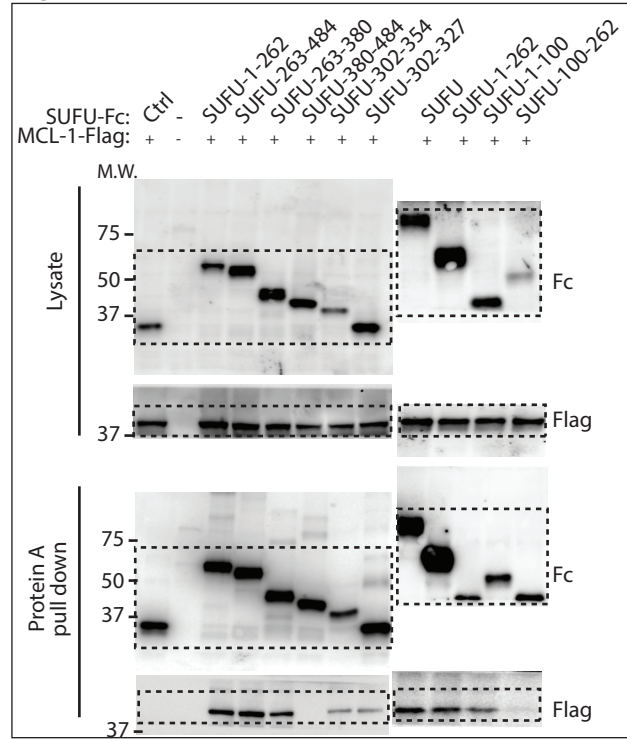 SUFU-Fc: Ctrl - SUFU-1-262 SUFU-263-484 SUFU-263-380 SUFU-380-484 SUFU-302-354 SUFU-302-327 SUFU SUFU-1-262 SUFU-1-100 SUFU-100-262
MCL-1-Flag: + - + + + + + + + + + +
M.W.
Lysate
75
50
37
Fc
37
Flag
Protein A
pull down
75
50
37
Fc
37
Flag